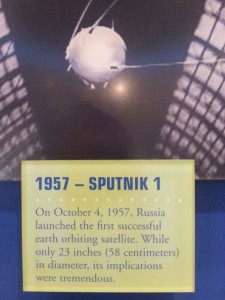 1957 – SPUTNIK 1
On October 4, 1957, Russia
launched the first successful
earth orbiting satellite. While
only 23 inches (58 centimeters)
in diameter, its implications
were tremendous.